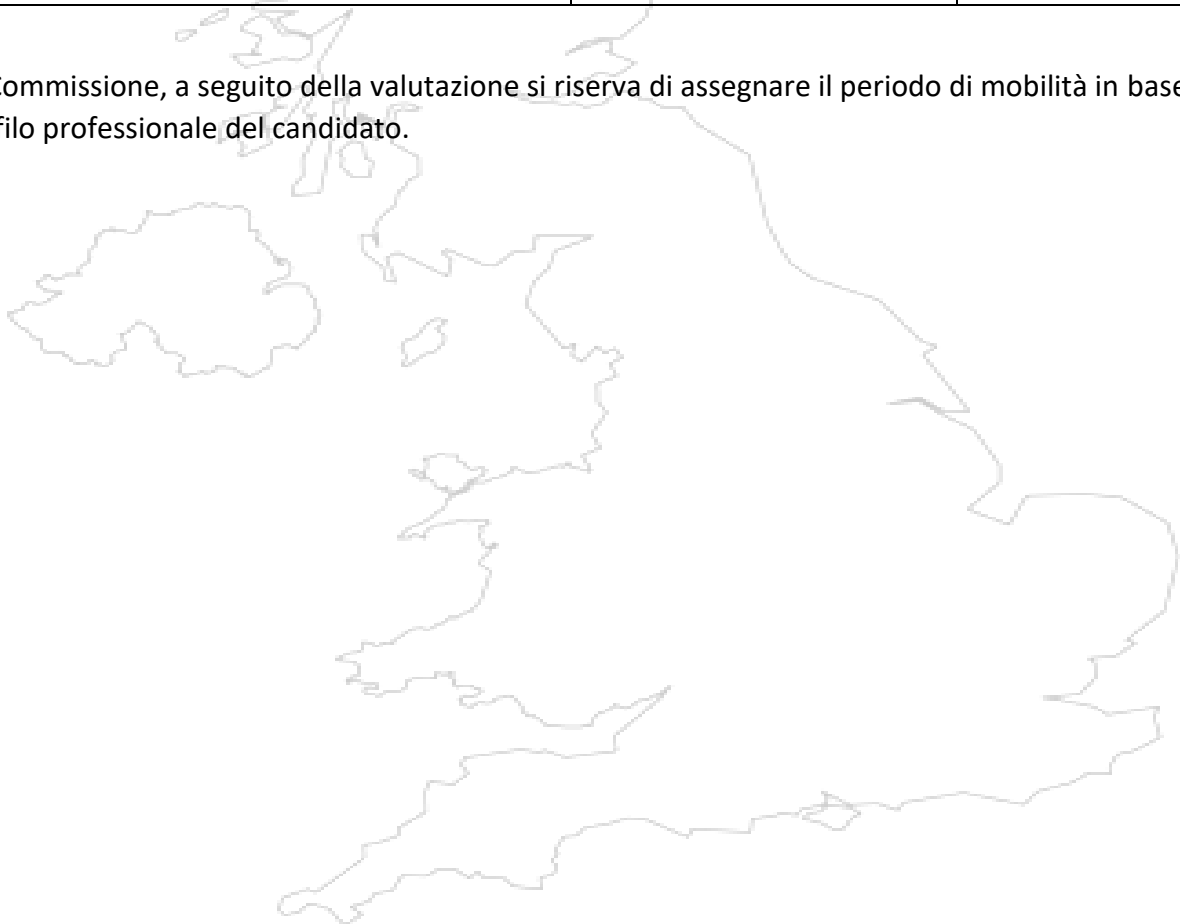 Commissione, a seguito della valutazione si riserva di assegnare il periodo di mobilità in base
filo professionale del candidato.